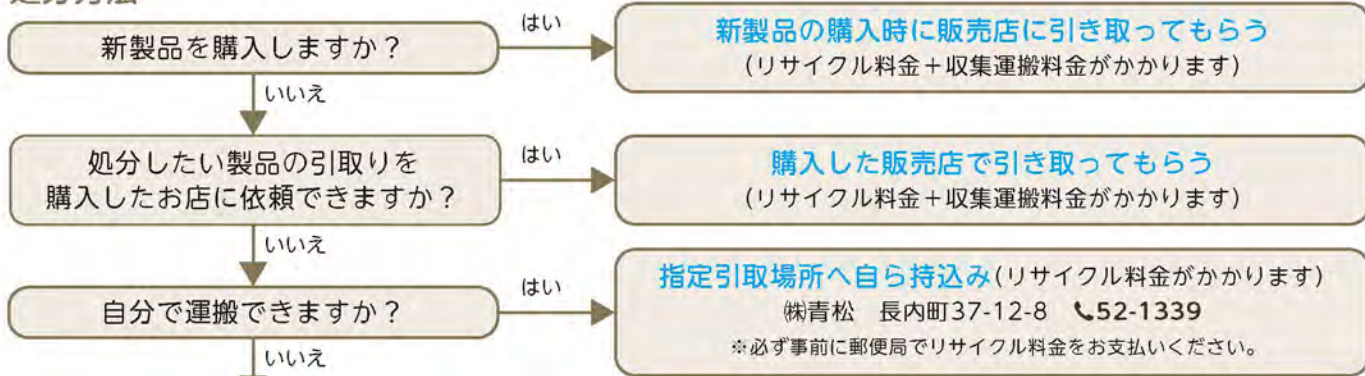 新製品を購入しますか？
はい
新製品の購入時に販売店に引き取ってもらう
(リサイクル料金＋収集運搬料金がかかります)
いいえ
処分したい製品の引取りを
購入したお店に依頼できますか？
はい
購入した販売店で引き取ってもらう
(リサイクル料金＋収集運搬料金がかかります)
いいえ
自分で運搬できますか？
はい
指定引取場所へ自ら持込み(リサイクル料金がかかります)
㈱青松　長内町37-12-8　📞52-1339
※必ず事前に郵便局でリサイクル料金をお支払いください。
いいえ